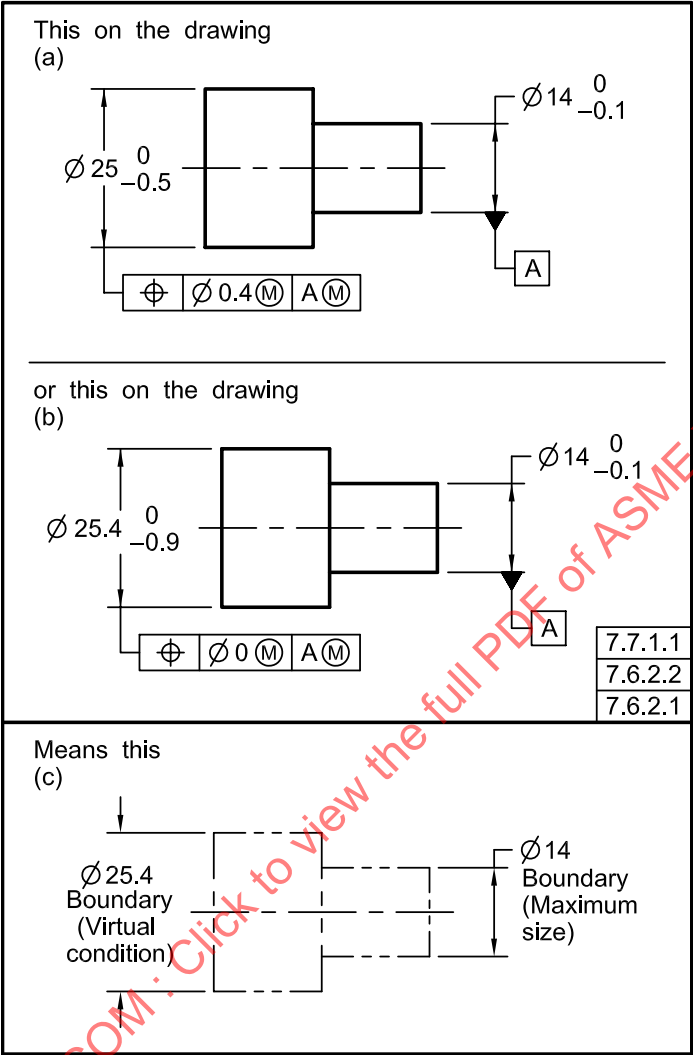 This on the drawing
(a)
⌀14 0
−0.1
⌀ 25 0
−0.5
A
⌖ ⌀ 0.4Ⓜ AⓂ
or this on the drawing
(b)
⌀14 0
−0.1
⌀ 25.4 0
−0.9
A
⌖ ⌀ 0Ⓜ AⓂ
7.7.1.1
7.6.2.2
7.6.2.1
Means this
(c)
⌀25.4
Boundary
(Virtual
condition)
⌀14
Boundary
(Maximum
size)
COM : Click to view the full PDF of ASME